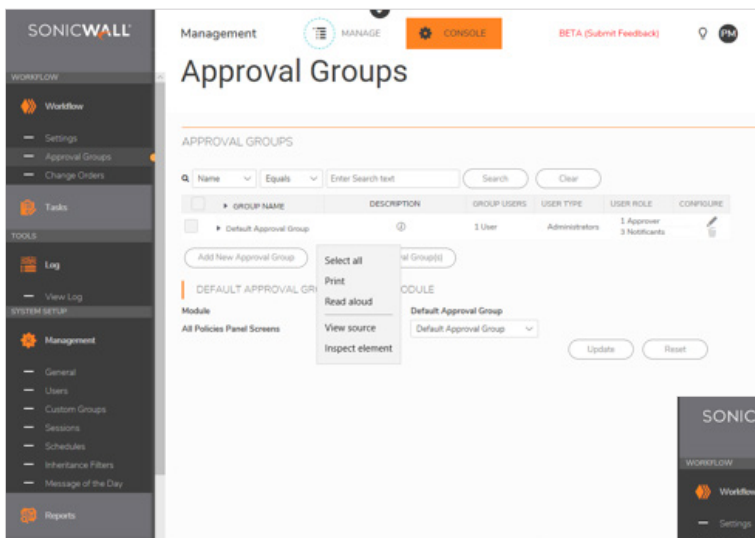 SONICWALL
Management
MANAGE
CONSOLE
BETA (Submit Feedback)
PM
Approval Groups
WORKFLOW
Workflow
Settings
Approval Groups
Change Orders
Tasks
TOOLS
Log
View Log
SYSTEM SETUP
Management
General
Users
Custom Groups
Sessions
Schedules
Inheritance Filters
Message of the Day
Reports
APPROVAL GROUPS
Name Equals Enter Search text Search Clear
GROUP NAME DESCRIPTION GROUP USERS USER TYPE USER ROLE CONFIGURE
Default Approval Group 1 User Administrators 1 Approver
3 Notificants
Add New Approval Group al Group(s)
Select all
Print
Read aloud
View source
Inspect element
DEFAULT APPROVAL GR ODULE
Module Default Approval Group
All Policies Panel Screens Default Approval Group
Update Reset
SONIC
WORKFLOW
Workflow
Settings